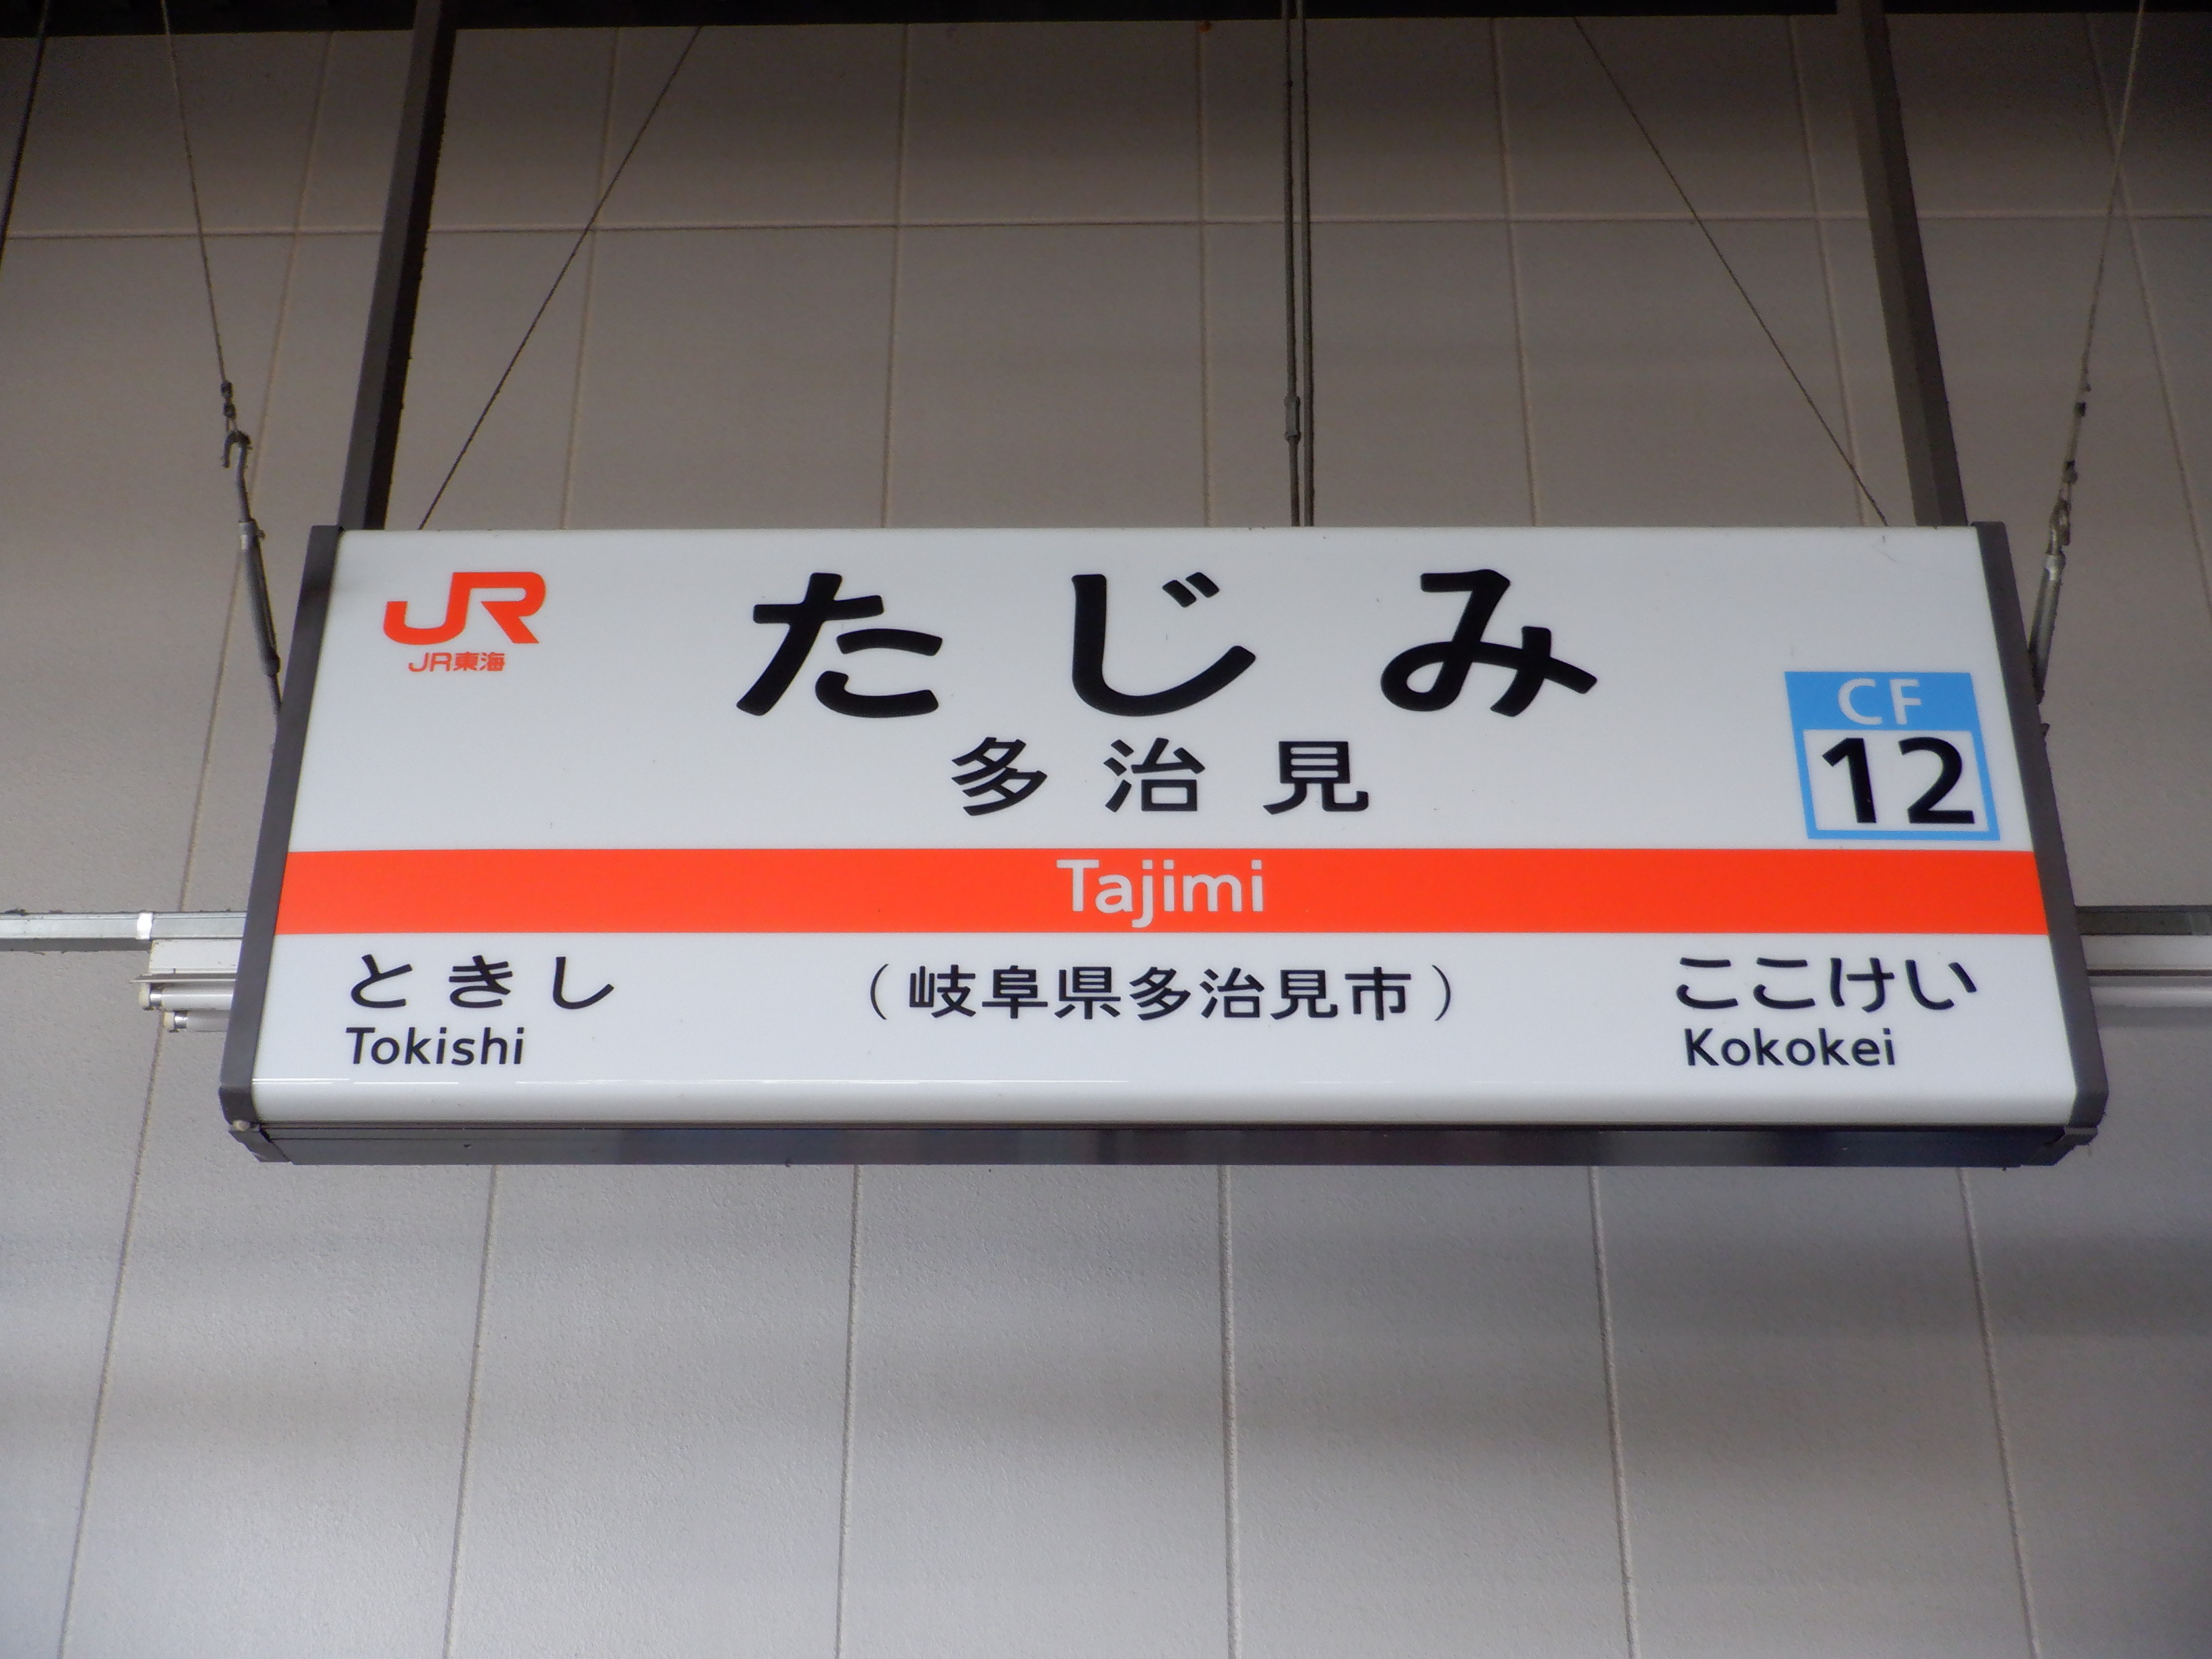 JR
JR東海
たじみ
多治見
CF
12
Tajimi
ときし
Tokishi
（岐阜県多治見市）
ここけい
Kokokei